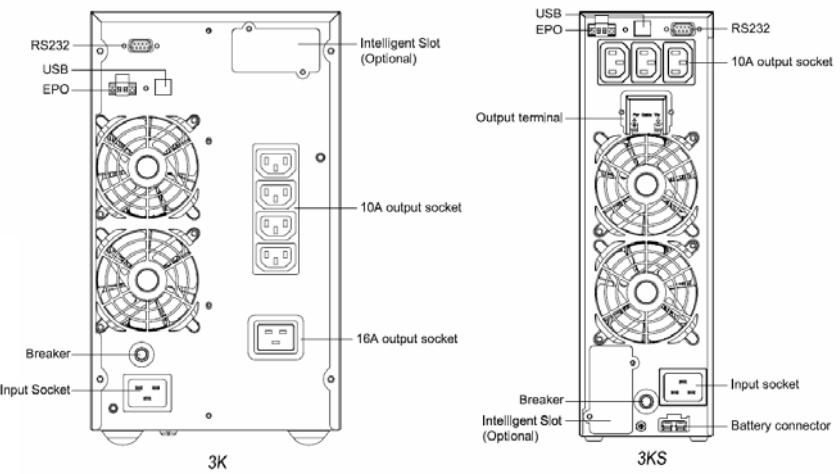 RS232
USB
EPO
Intelligent Slot
(Optional)
10A output socket
16A output socket
Breaker
Input Socket
3K
USB
EPO
RS232
10A output socket
Output terminal
Input socket
Breaker
Intelligent Slot
(Optional)
Battery connector
3KS